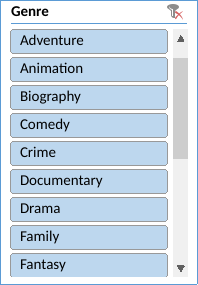 Genre
Adventure
Animation
Biography
Comedy
Crime
Documentary
Drama
Family
Fantasy